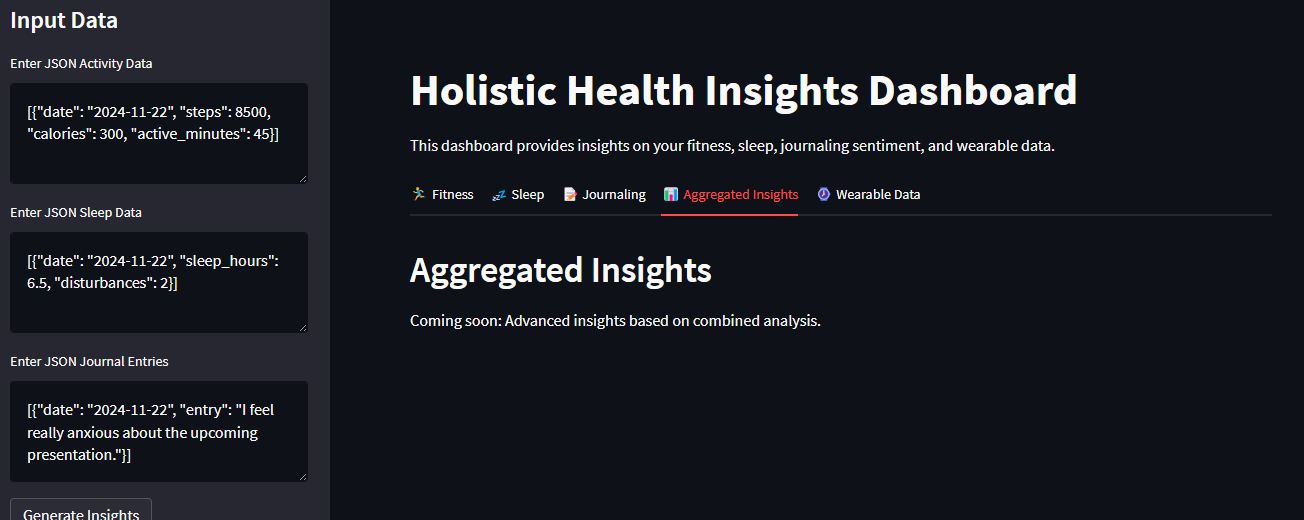 Input Data
Enter JSON Activity Data
[{"date": "2024-11-22", "steps": 8500,
"calories": 300, "active_minutes": 45}]
Enter JSON Sleep Data
[{"date": "2024-11-22", "sleep_hours":
6.5, "disturbances": 2}]
Enter JSON Journal Entries
[{"date": "2024-11-22", "entry": "I feel
really anxious about the upcoming
presentation."}]
Generate Insights
Holistic Health Insights Dashboard
This dashboard provides insights on your fitness, sleep, journaling sentiment, and wearable data.
Fitness Sleep Journaling Aggregated Insights Wearable Data
Aggregated Insights
Coming soon: Advanced insights based on combined analysis.